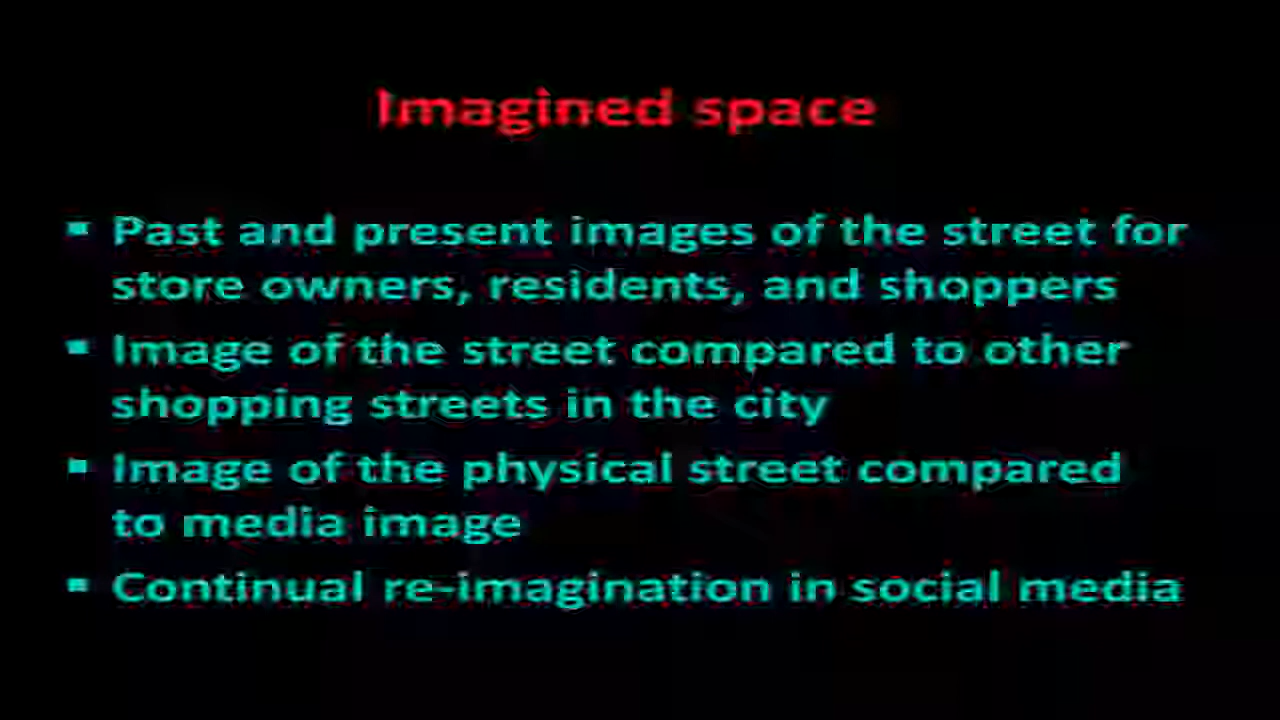 Imagined space
▪ Past and present images of the street for
store owners, residents, and shoppers
▪ Image of the street compared to other
shopping streets in the city
▪ Image of the physical street compared
to media image
▪ Continual re-imagination in social media